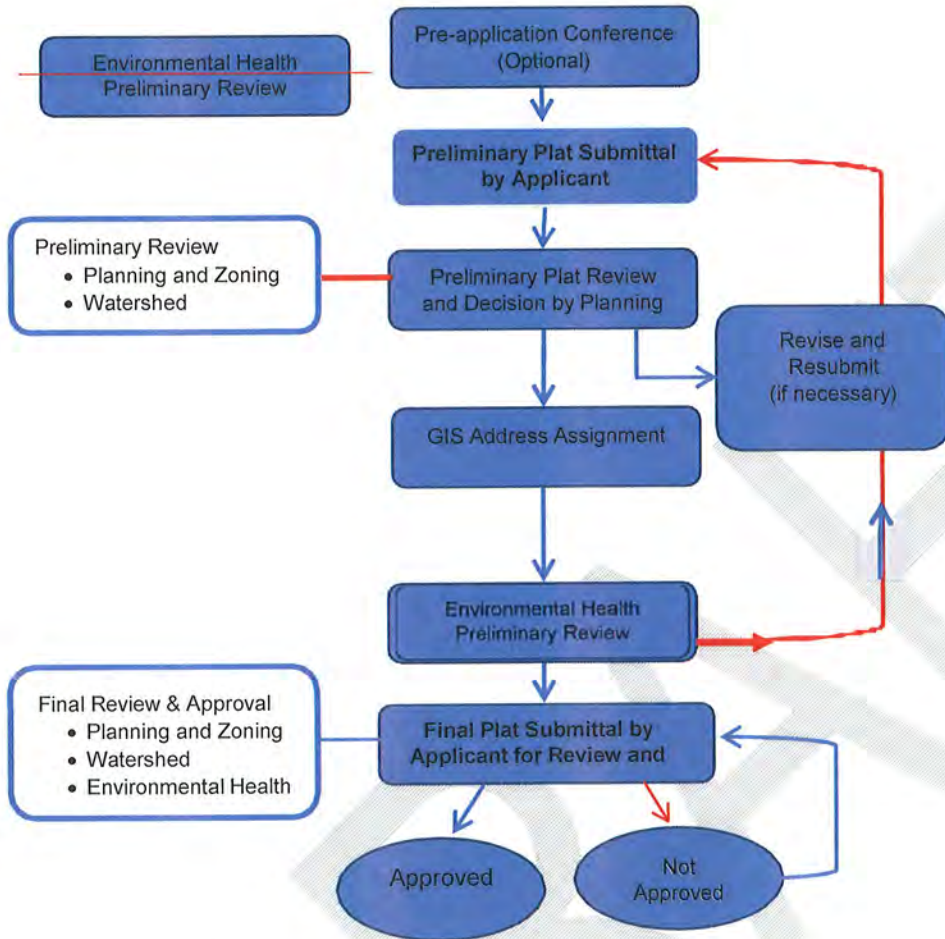 Environmental Health
Preliminary Review
Pre-application Conference
(Optional)
Preliminary Plat Submittal
by Applicant
Preliminary Review
• Planning and Zoning
• Watershed
Preliminary Plat Review
and Decision by Planning
Revise and
Resubmit
(if necessary)
GIS Address Assignment
Environmental Health
Preliminary Review
Final Review & Approval
• Planning and Zoning
• Watershed
• Environmental Health
Final Plat Submittal by
Applicant for Review and
Approved
Not
Approved